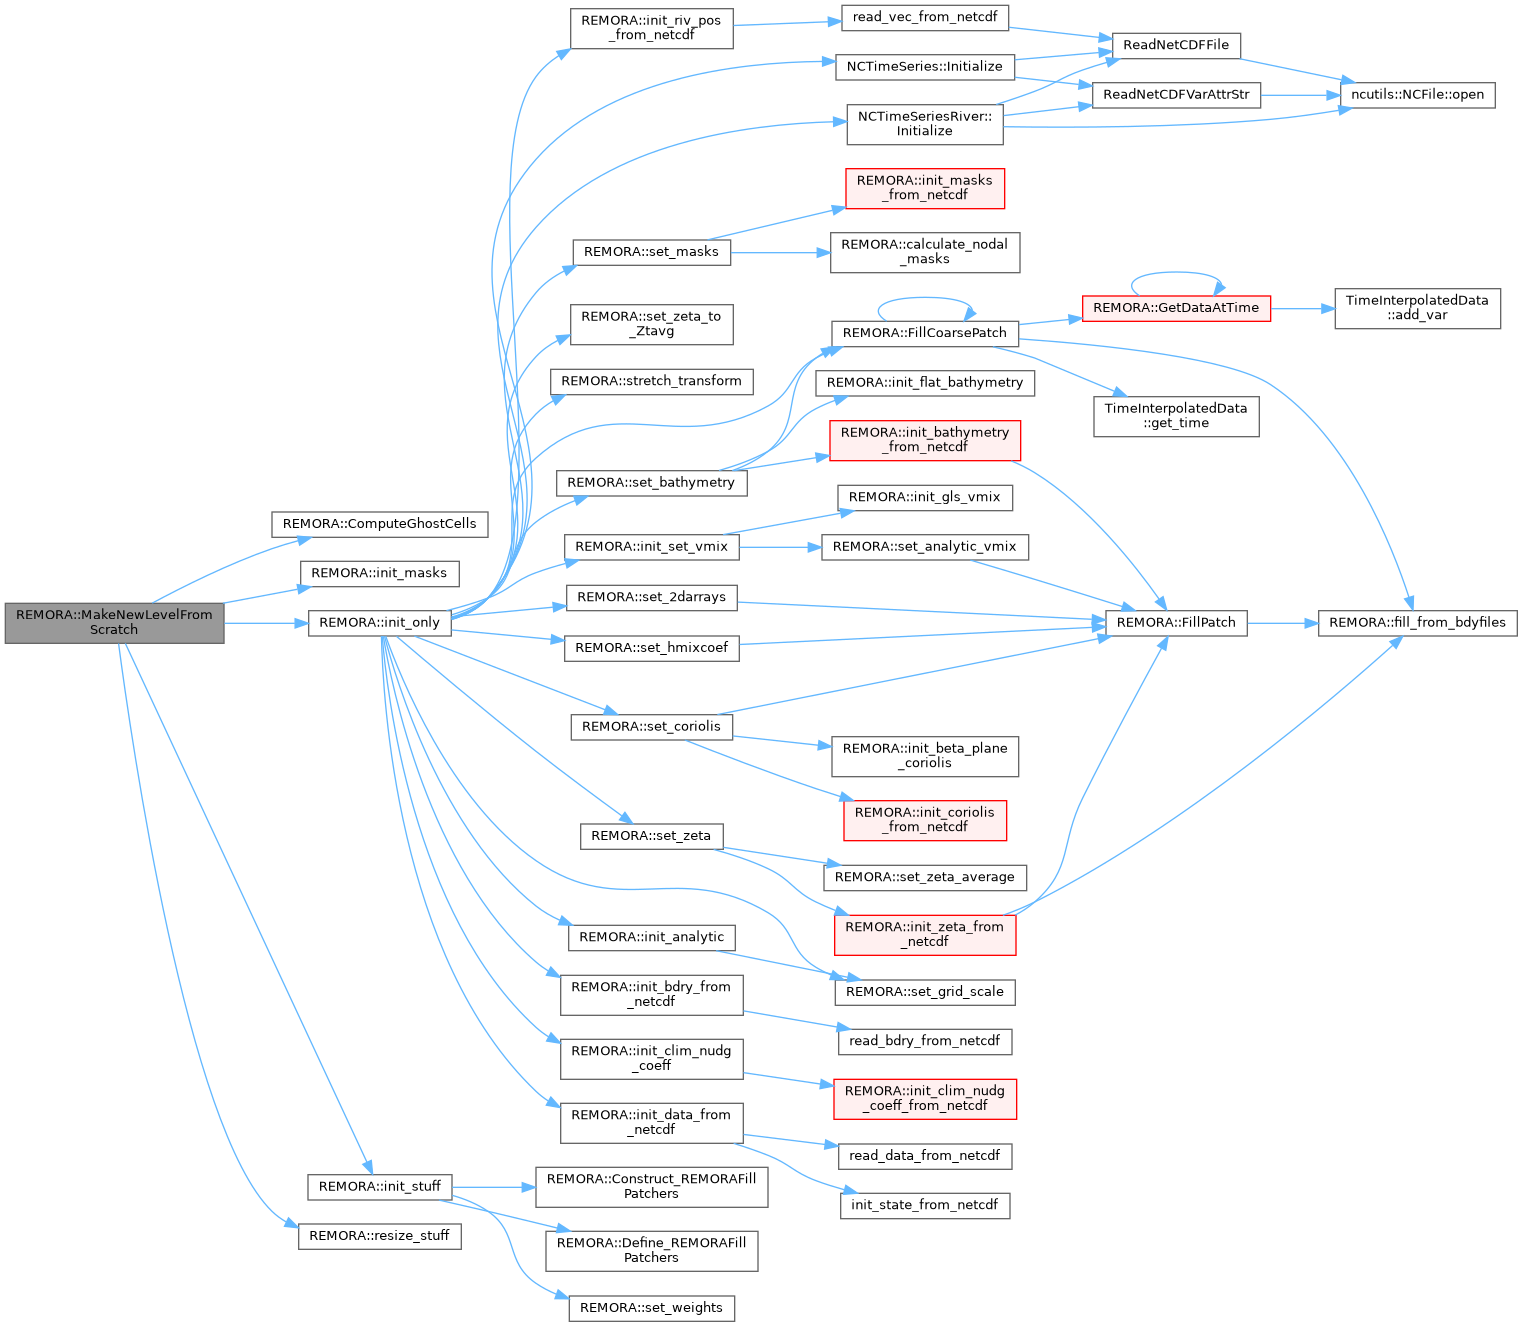 REMORA::MakeNewLevelFrom
Scratch
REMORA::ComputeGhostCells
REMORA::init_masks
REMORA::init_only
REMORA::init_stuff
REMORA::resize_stuff
REMORA::init_riv_pos
_from_netcdf
REMORA::set_masks
REMORA::set_zeta_to
_Ztavg
REMORA::stretch_transform
REMORA::set_bathymetry
REMORA::init_set_vmix
REMORA::set_2darrays
REMORA::set_hmixcoef
REMORA::set_coriolis
REMORA::set_zeta
REMORA::init_analytic
REMORA::init_bdry_from
_netcdf
REMORA::init_clim_nudg
_coeff
REMORA::init_data_from
_netcdf
REMORA::Construct_REMORAFill
Patchers
REMORA::Define_REMORAFill
Patchers
REMORA::set_weights
read_vec_from_netcdf
NCTimeSeries::Initialize
NCTimeSeriesRiver::
Initialize
REMORA::init_masks
_from_netcdf
REMORA::calculate_nodal
_masks
REMORA::FillCoarsePatch
REMORA::init_flat_bathymetry
REMORA::init_bathymetry
_from_netcdf
REMORA::init_gls_vmix
REMORA::set_analytic_vmix
REMORA::init_beta_plane
_coriolis
REMORA::init_coriolis
_from_netcdf
REMORA::set_zeta_average
REMORA::init_zeta_from
_netcdf
REMORA::set_grid_scale
read_bdry_from_netcdf
REMORA::init_clim_nudg
_coeff_from_netcdf
read_data_from_netcdf
init_state_from_netcdf
ReadNetCDFFile
ReadNetCDFVarAttrStr
REMORA::GetDataAtTime
TimeInterpolatedData
::get_time
REMORA::FillPatch
ncutils::NCFile::open
TimeInterpolatedData
::add_var
REMORA::fill_from_bdyfiles